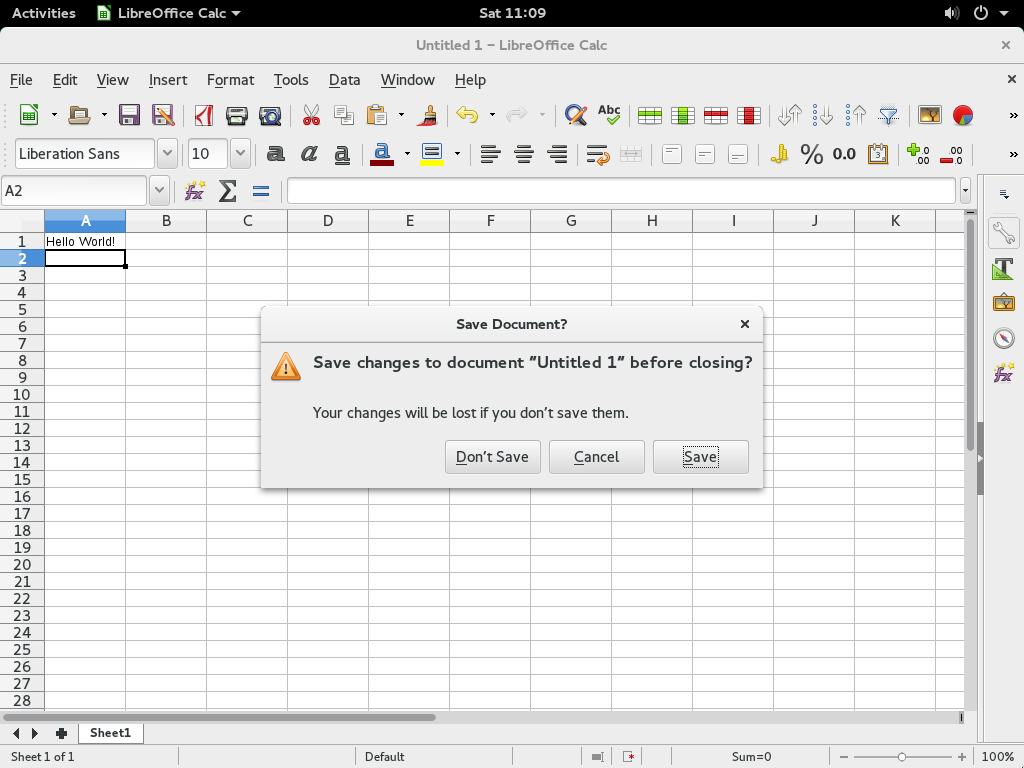 Activities LibreOffice Calc Sat 11:09
Untitled 1 – LibreOffice Calc
File Edit View Insert Format Tools Data Window Help
Abc
Liberation Sans 10 a a a % 0.0 .00 .00
A2 fx Σ =
A B C D E F G H I J K
1 Hello World!
2
3
4
5
6
7
8
9
10
11
12
13
14
15
16
17
18
19
20
21
22
23
24
25
26
27
28
Save Document?
Save changes to document “Untitled 1” before closing?
Your changes will be lost if you don’t save them.
Don’t Save Cancel Save
Sheet1
Sheet 1 of 1 Default Sum=0 100%